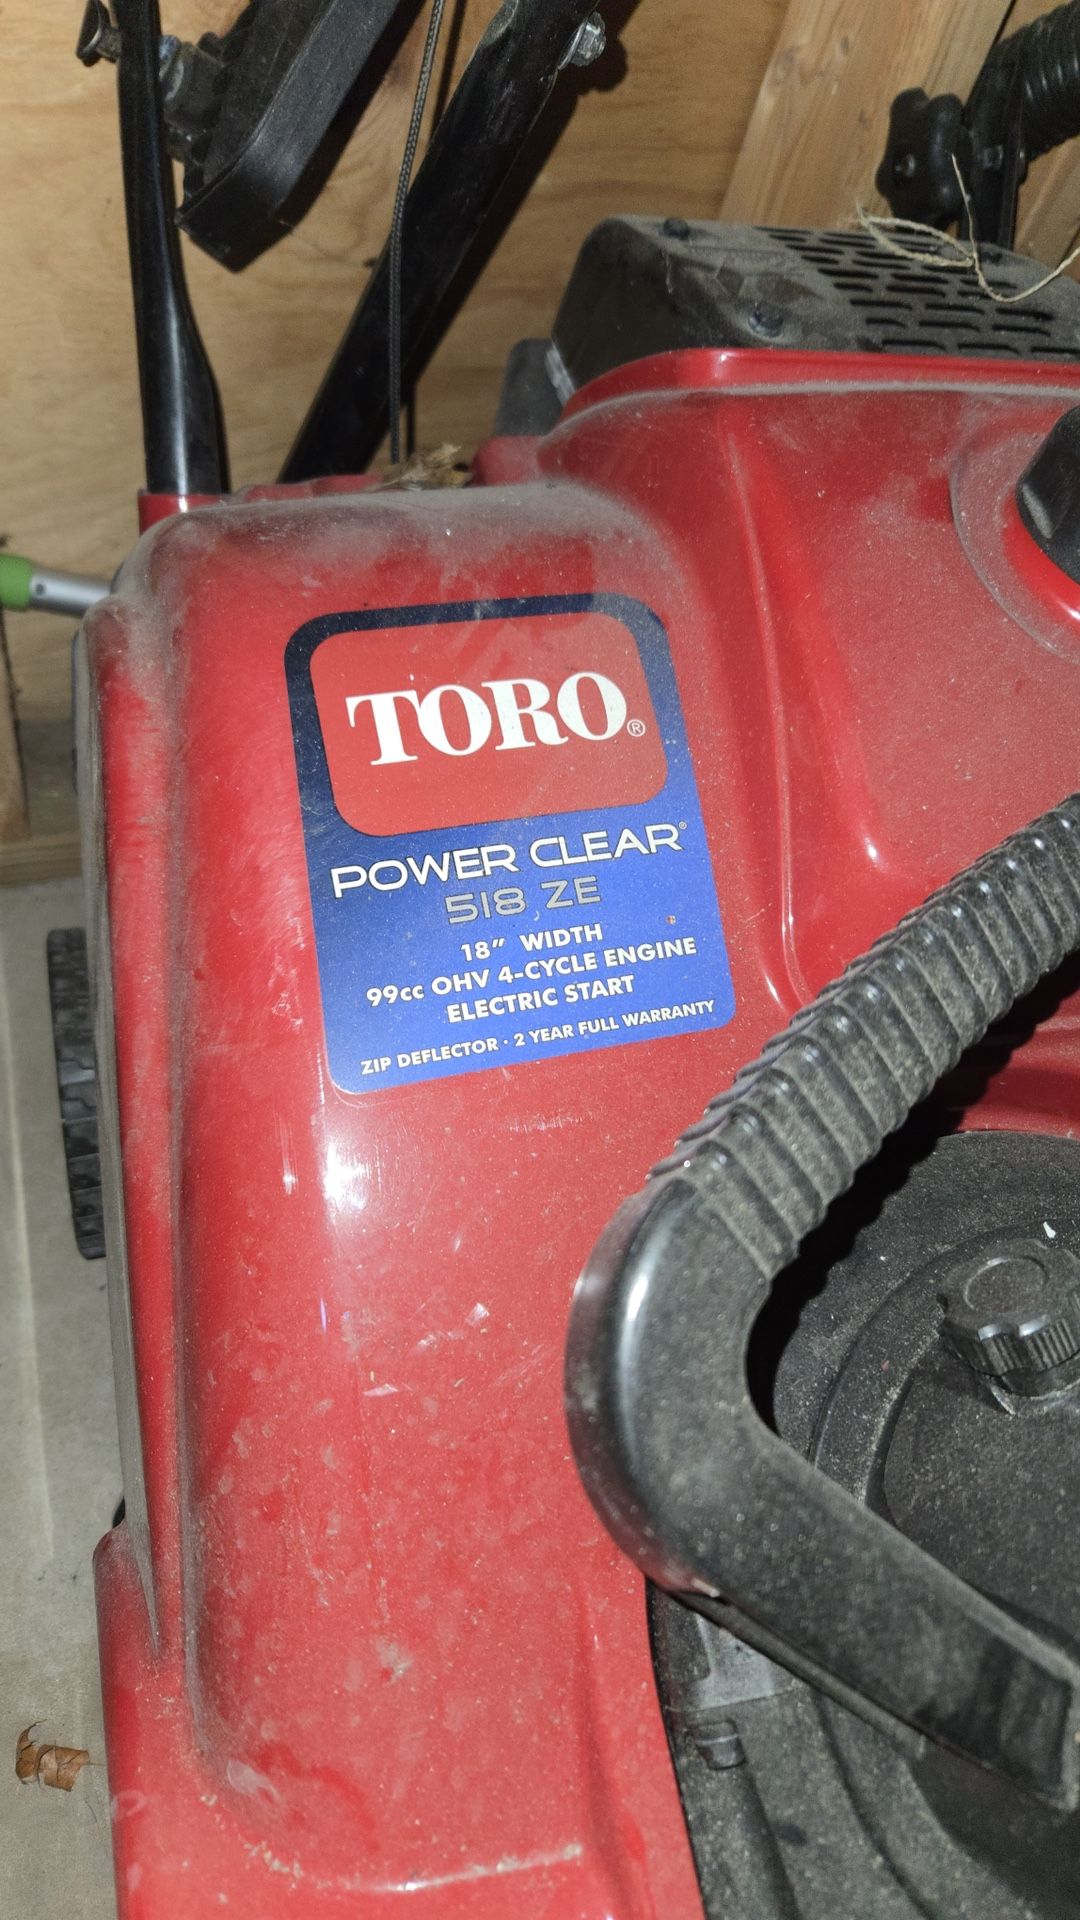 TORO®
POWER CLEAR®
518 ZE
18" WIDTH
99cc OHV 4-CYCLE ENGINE
ELECTRIC START
ZIP DEFLECTOR · 2 YEAR FULL WARRANTY